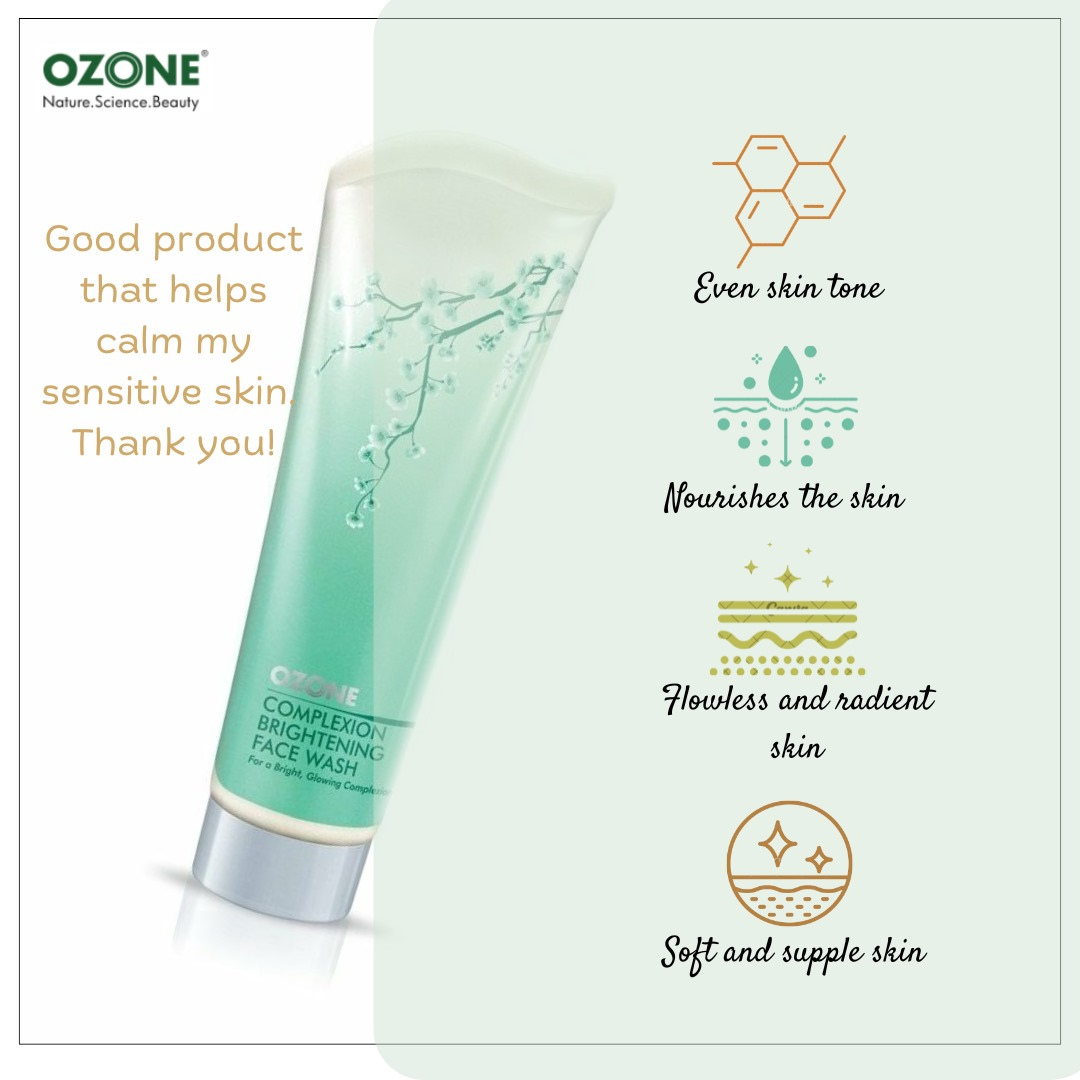 OZONE®
Nature.Science.Beauty
Good product
that helps
calm my
sensitive skin.
Thank you!
OZONE
COMPLEXION
BRIGHTENING
FACE WASH
For a Bright, Glowing Complexion
Even skin tone
Nourishes the skin
Canva
Flowless and radient
skin
Soft and supple skin